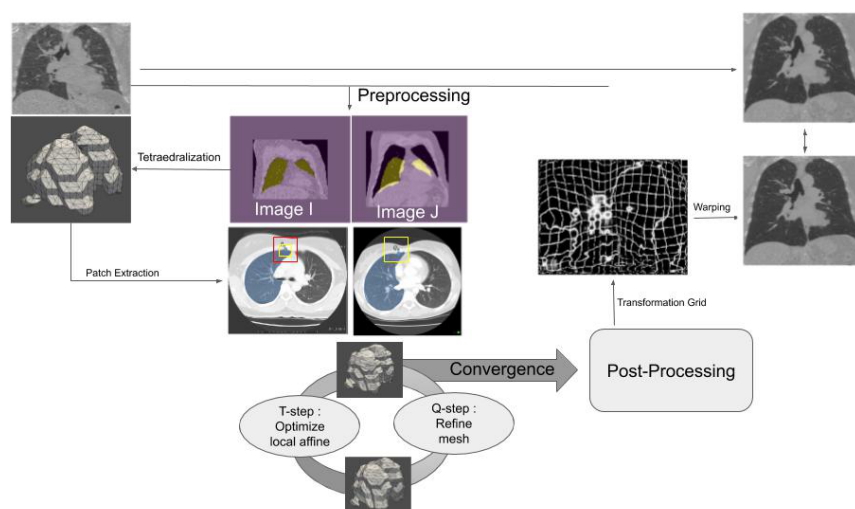 Preprocessing
Tetraedralization
Image I
Image J
Warping
Patch Extraction
Transformation Grid
Convergence
Post-Processing
T-step :
Optimize
local affine
Q-step :
Refine
mesh